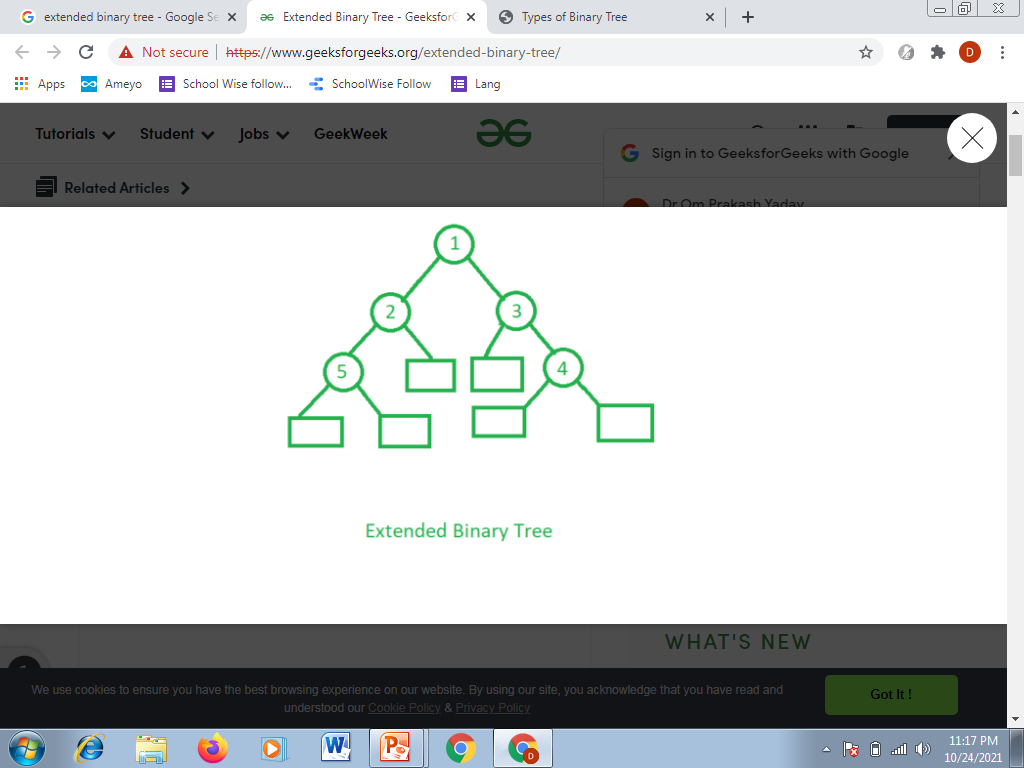 extended binary tree - Google Se
Extended Binary Tree - GeeksforG
Types of Binary Tree
Not secure
https://www.geeksforgeeks.org/extended-binary-tree/
D
Apps
Ameyo
School Wise follow...
SchoolWise Follow
Lang
Tutorials
Student
Jobs
GeekWeek
Sign in to GeeksforGeeks with Google
Related Articles
Dr Om Prakash Yadav
1
2
3
5
4
Extended Binary Tree
WHAT'S NEW
We use cookies to ensure you have the best browsing experience on our website. By using our site, you acknowledge that you have read and
understood our Cookie Policy & Privacy Policy
Got It !
11:17 PM
10/24/2021